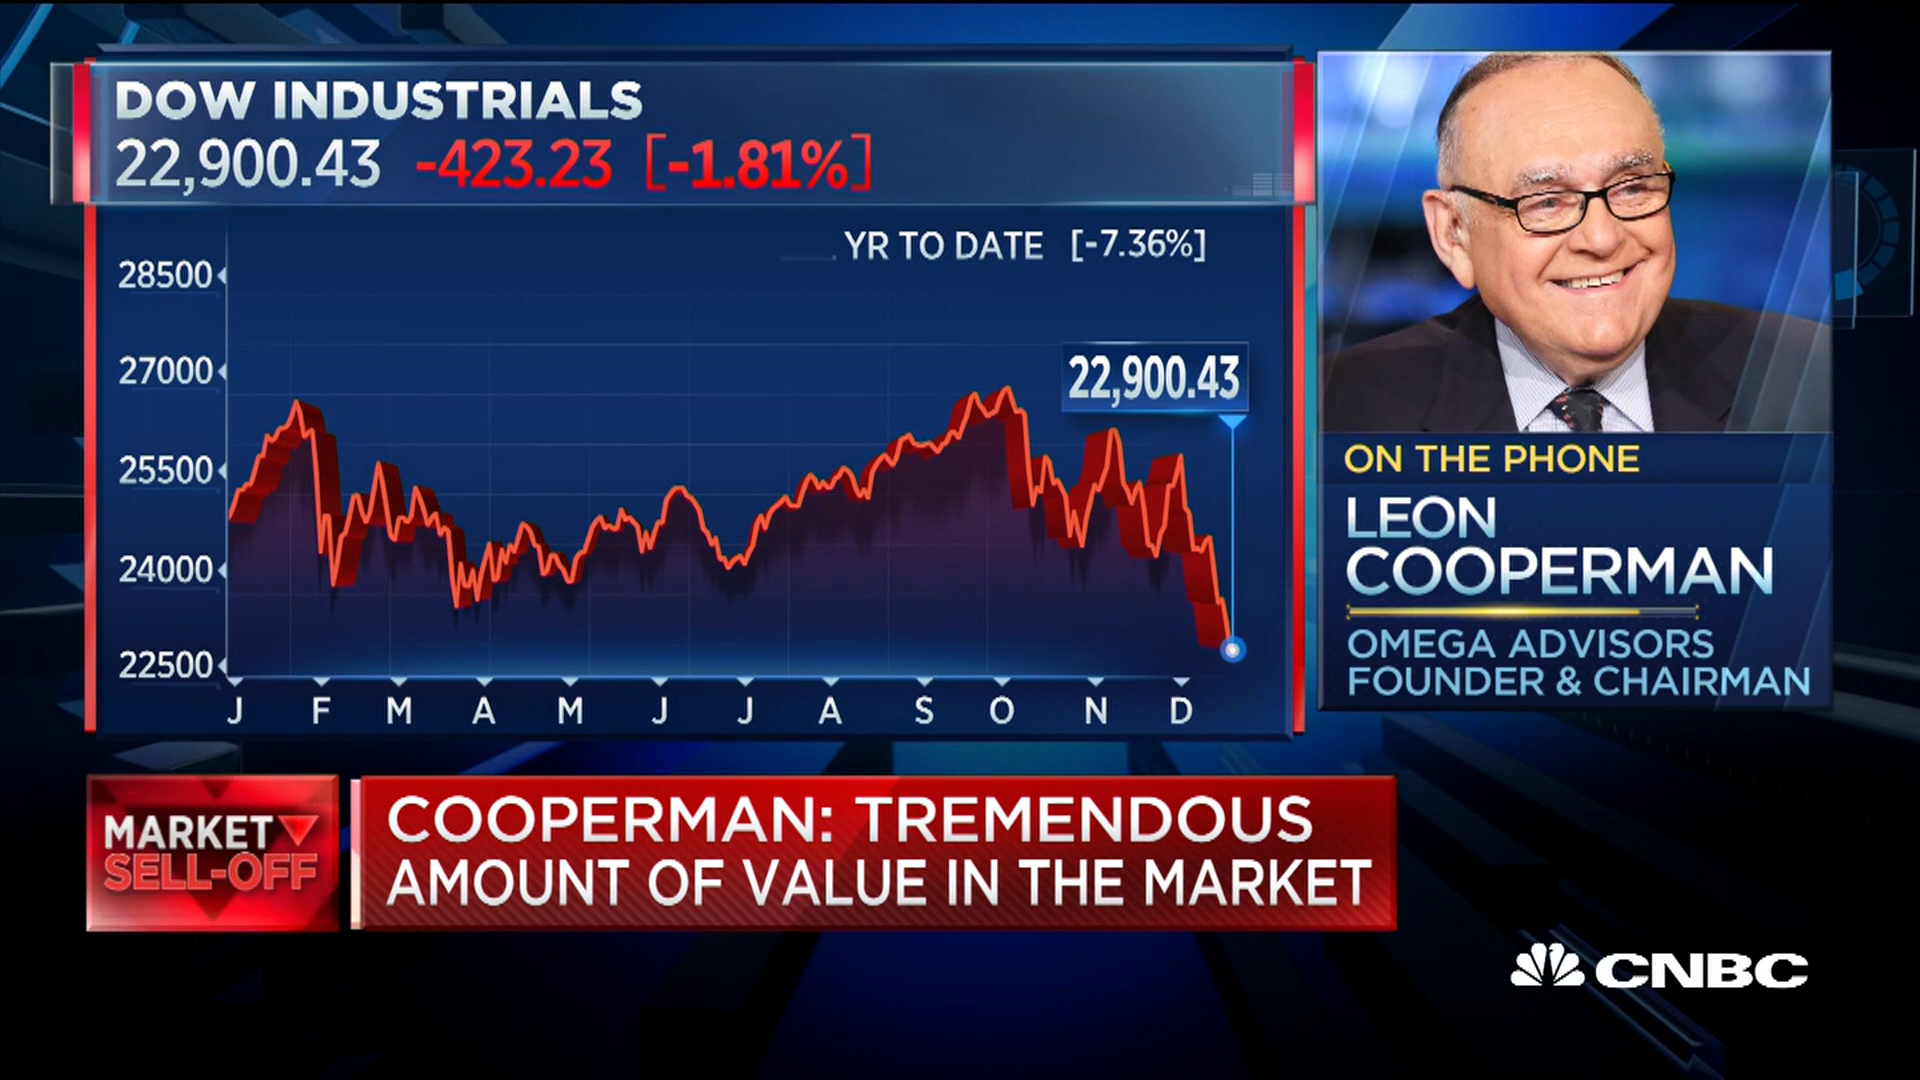 DOW INDUSTRIALS
22,900.43 -423.23 [-1.81%]
YR TO DATE [-7.36%]
28500
27000
25500
24000
22500
22,900.43
J F M A M J J A S O N D
ON THE PHONE
LEON
COOPERMAN
OMEGA ADVISORS
FOUNDER & CHAIRMAN
MARKET
SELL-OFF
COOPERMAN: TREMENDOUS
AMOUNT OF VALUE IN THE MARKET
CNBC